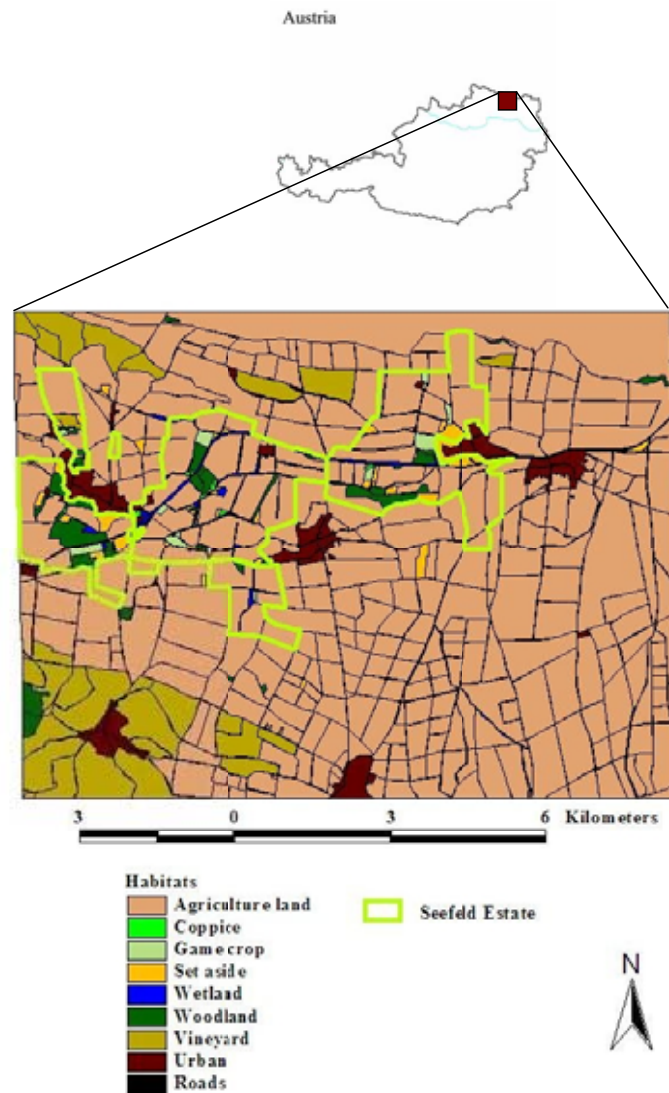 Austria
3 0 3 6 Kilometers
Habitats
Agriculture land
Coppice
Game crop
Set aside
Wetland
Woodland
Vineyard
Urban
Roads
Seefeld Estate
N